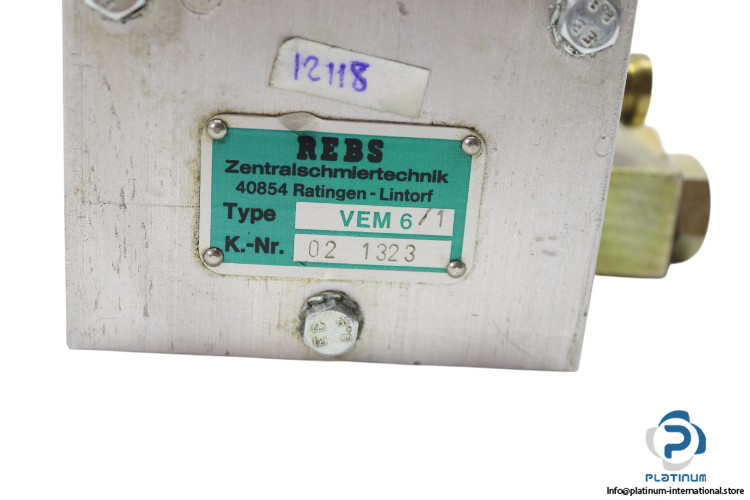 12118
REBS
Zentralschmiertechnik
40854 Ratingen - Lintorf
Type VEM 6/1
K.-Nr. 02 1323
PLATINUM
Info@platinum-international.store